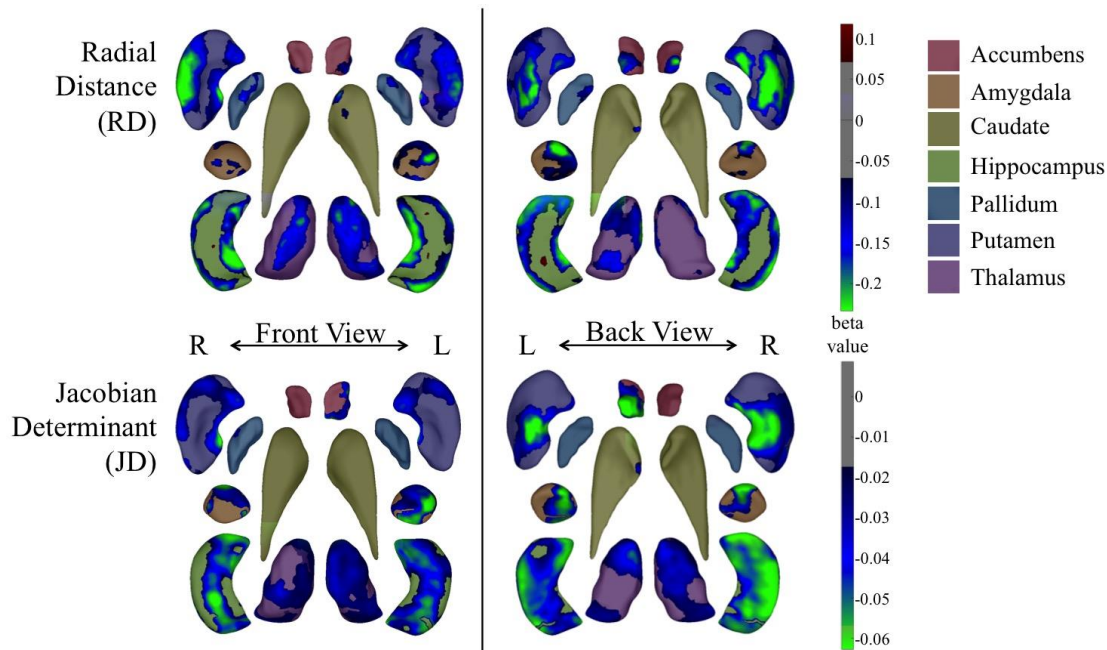 Radial
Distance
(RD)
0.1
0.05
0
-0.05
-0.1
-0.15
-0.2
beta
value
Accumbens
Amygdala
Caudate
Hippocampus
Pallidum
Putamen
Thalamus
R Front View L
L Back View R
Jacobian
Determinant
(JD)
0
-0.01
-0.02
-0.03
-0.04
-0.05
-0.06